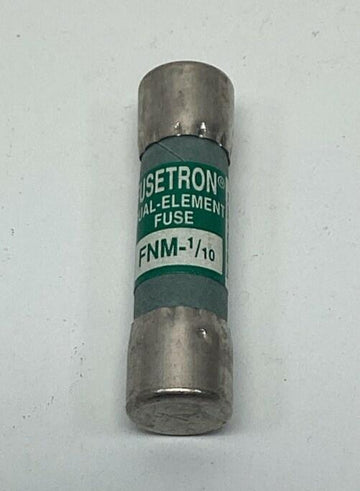 USETRON®
UAL-ELEMENT
FUSE
FNM-1/10